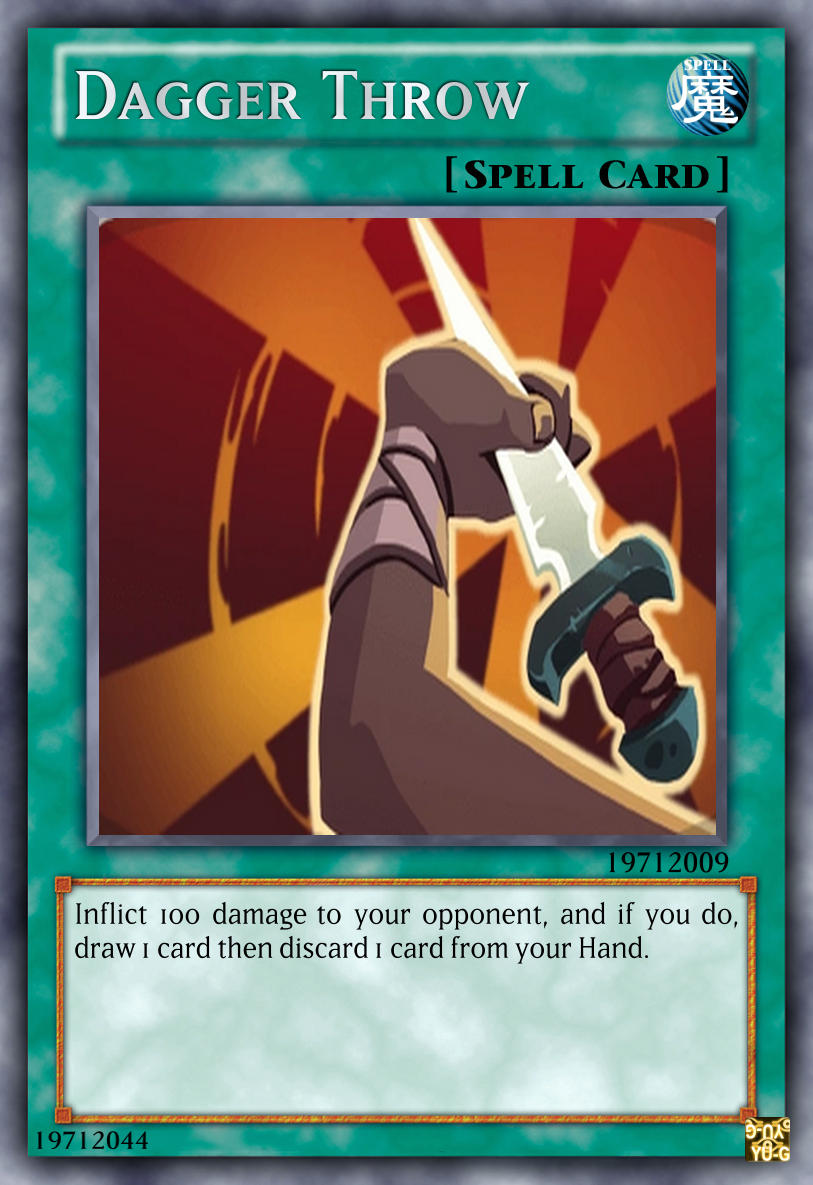 Dagger Throw
SPELL
魔
[Spell Card]
19712009
Inflict 100 damage to your opponent, and if you do,
draw 1 card then discard 1 card from your Hand.
19712044
YU-G